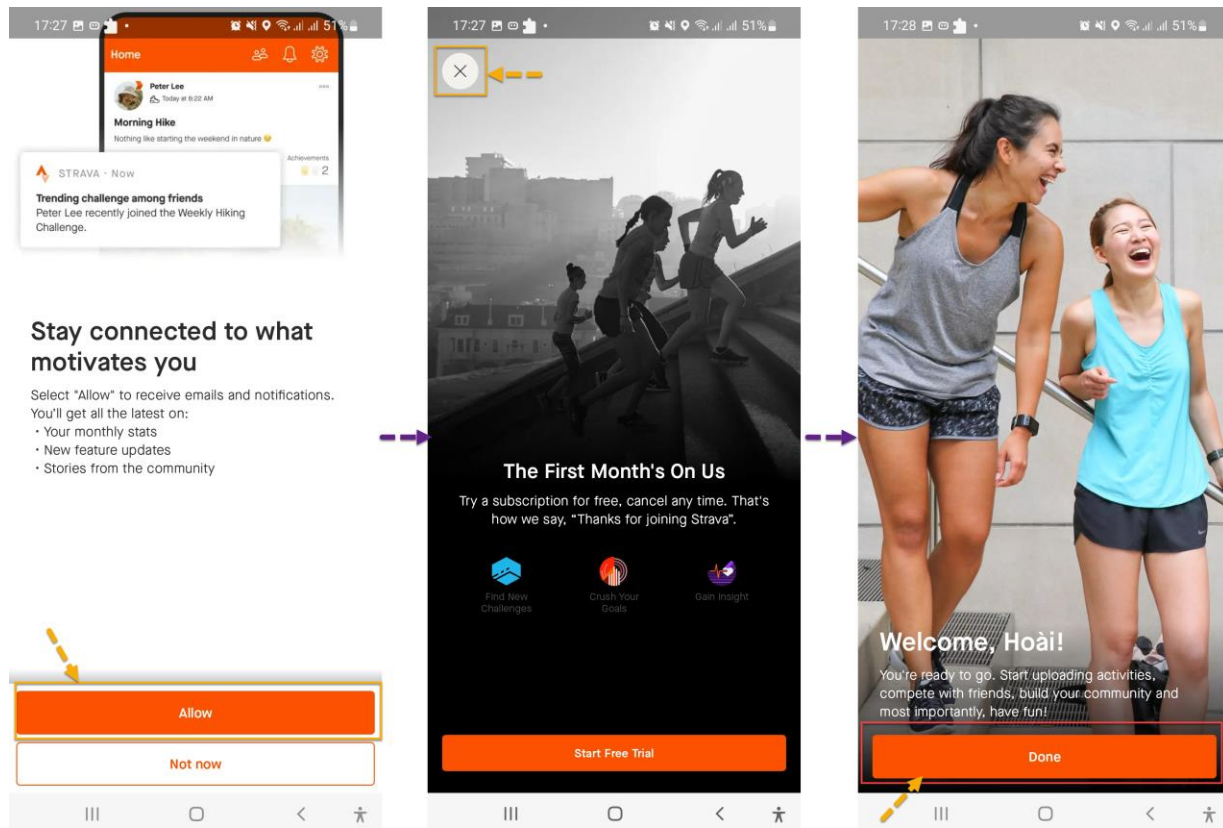 17:27
51%
Home
Peter Lee
Today at 8:22 AM
Morning Hike
Nothing like starting the weekend in nature
Achievements
2
STRAVA · Now
Trending challenge among friends
Peter Lee recently joined the Weekly Hiking
Challenge.
Stay connected to what
motivates you
Select "Allow" to receive emails and notifications.
You'll get all the latest on:
· Your monthly stats
· New feature updates
· Stories from the community
Allow
Not now
17:27
51%
The First Month's On Us
Try a subscription for free, cancel any time. That's
how we say, “Thanks for joining Strava”.
Find New
Challenges
Crush Your
Goals
Gain Insight
Start Free Trial
17:28
51%
Welcome, Hoài!
You're ready to go. Start uploading activities,
compete with friends, build your community and
most importantly, have fun!
Done